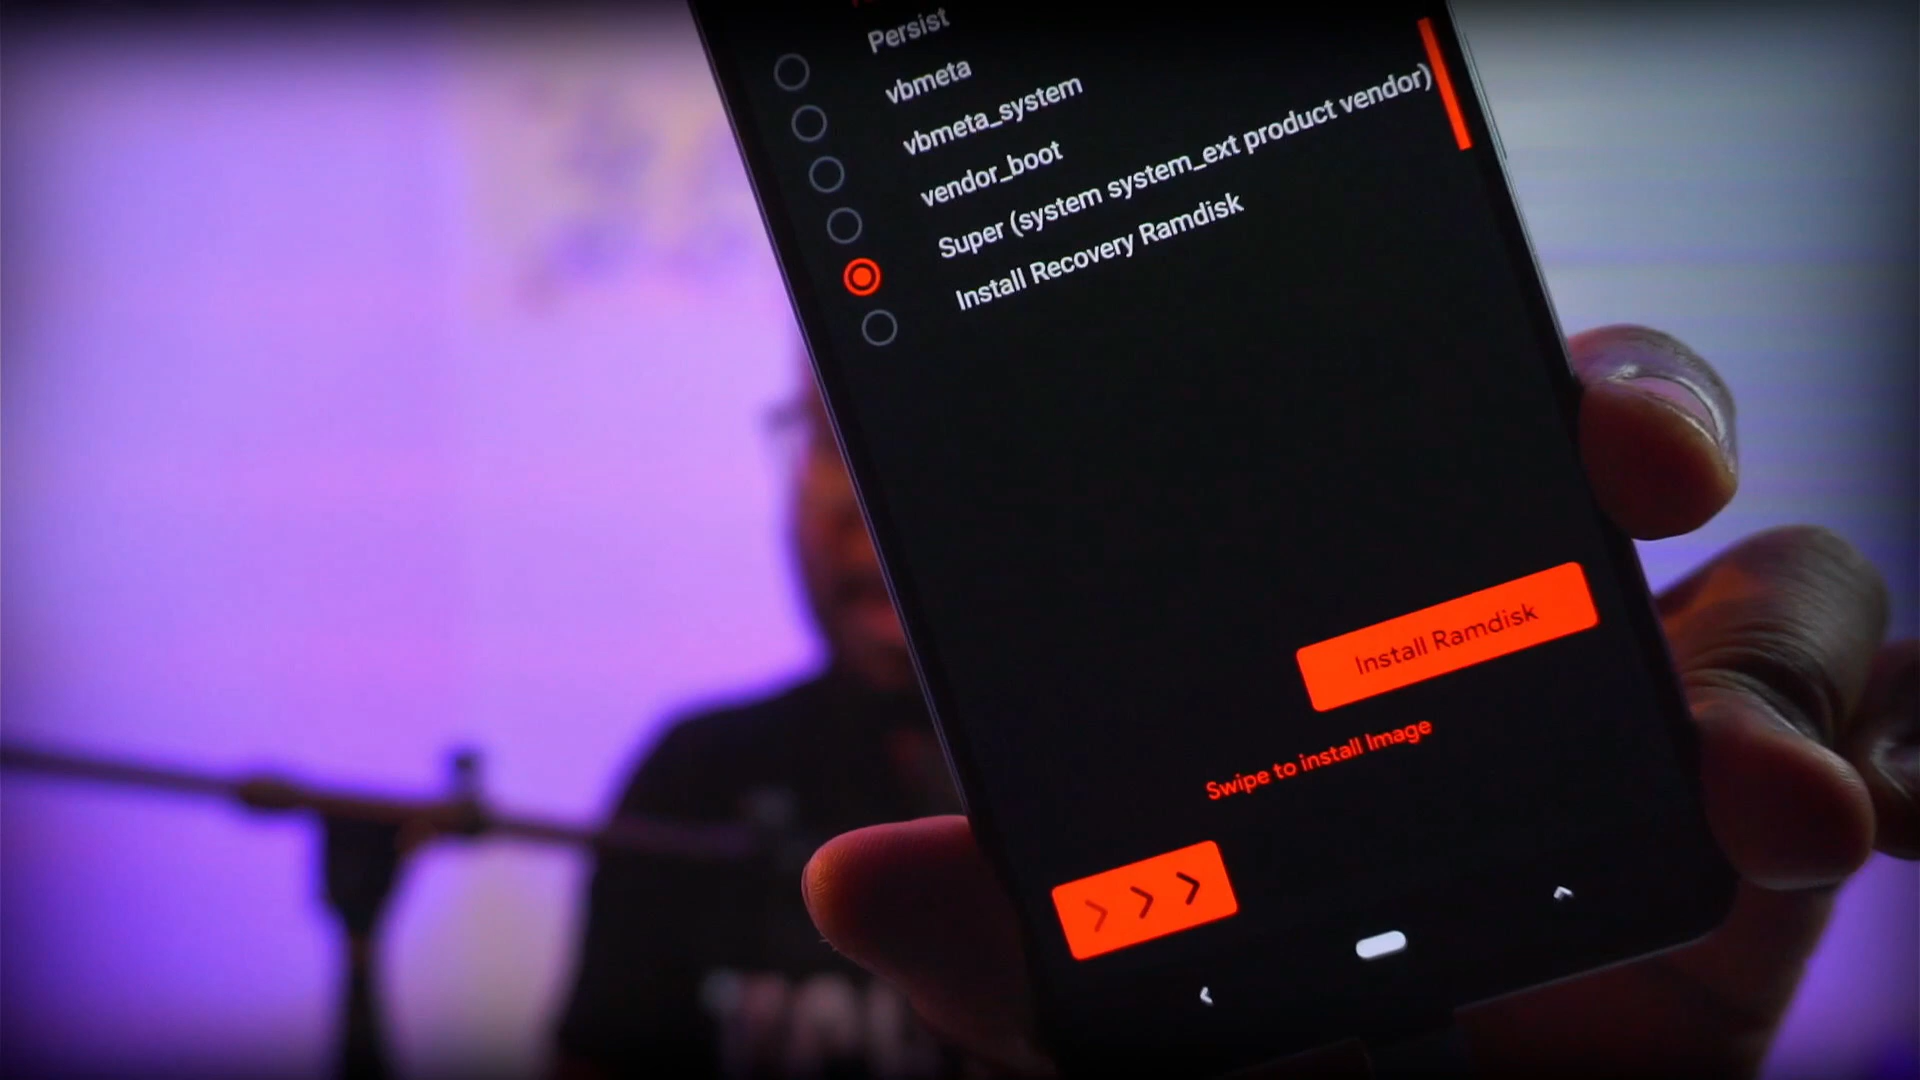 Persist
vbmeta
vbmeta_system
vendor_boot
Super (system system_ext product vendor)
Install Recovery Ramdisk
Install Ramdisk
Swipe to install Image